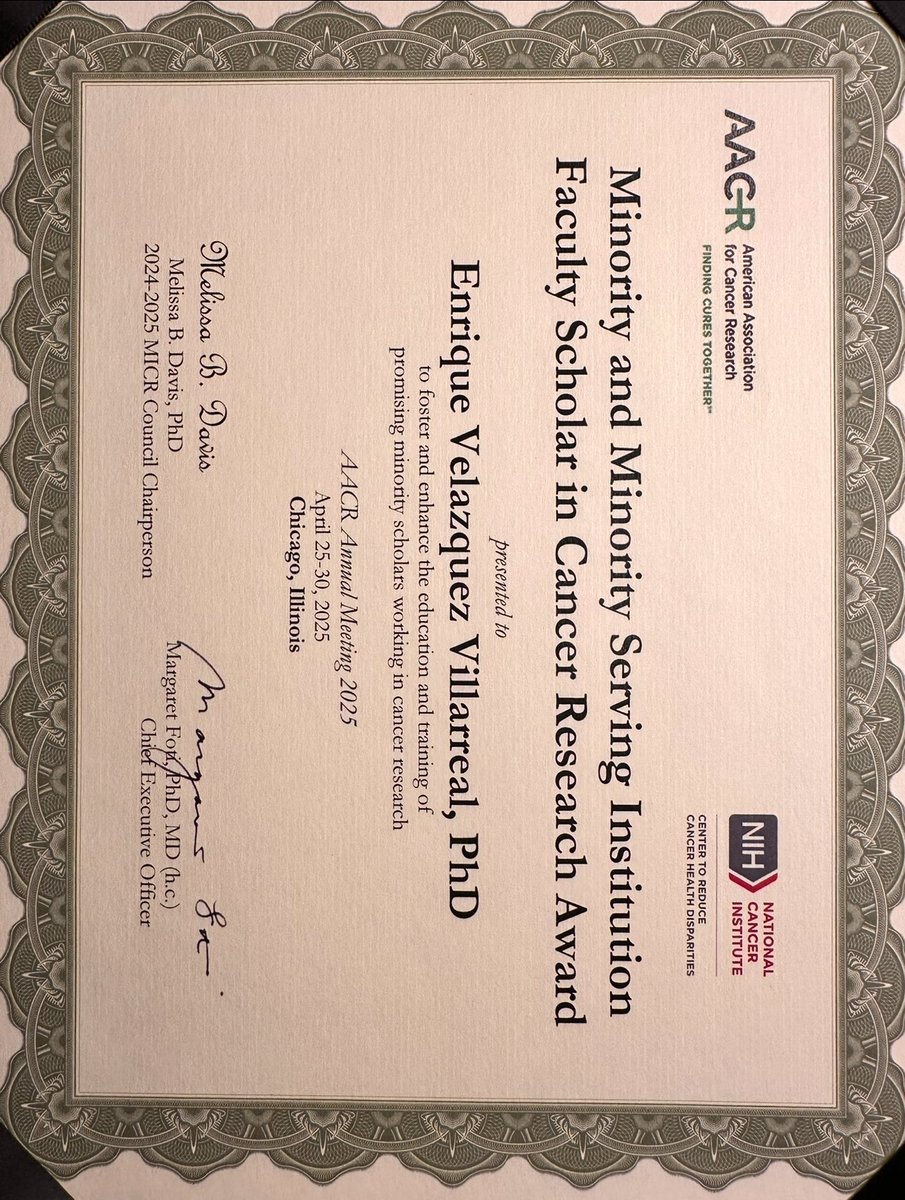 AACR American Association
for Cancer Research
FINDING CURES TOGETHER℠
NIH NATIONAL
CANCER
INSTITUTE
CENTER TO REDUCE
CANCER HEALTH DISPARITIES
Minority and Minority Serving Institution
Faculty Scholar in Cancer Research Award
presented to
Enrique Velazquez Villarreal, PhD
to foster and enhance the education and training of
promising minority scholars working in cancer research
AACR Annual Meeting 2025
April 25-30, 2025
Chicago, Illinois
Melissa B. Davis
Melissa B. Davis, PhD
2024-2025 MICR Council Chairperson
Margaret Foti
Margaret Foti, PhD, MD (h.c.)
Chief Executive Officer